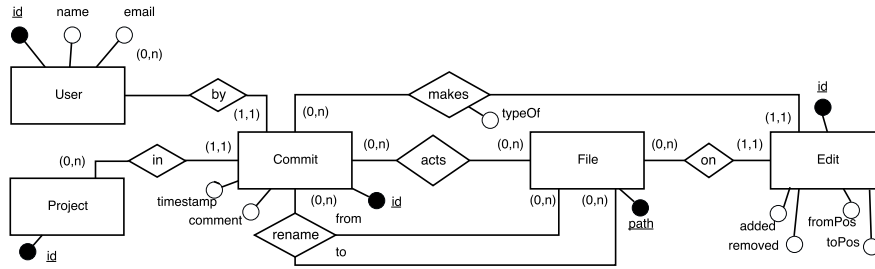 id
name
email
(0,n)
User
by
(1,1)
(0,n)
makes
typeOf
id
(1,1)
(0,n)
in
(1,1)
Commit
(0,n)
acts
(0,n)
File
(0,n)
on
(1,1)
Edit
Project
id
timestamp
comment
(0,n)
from
id
rename
to
(0,n)
(0,n)
path
added
removed
fromPos
toPos